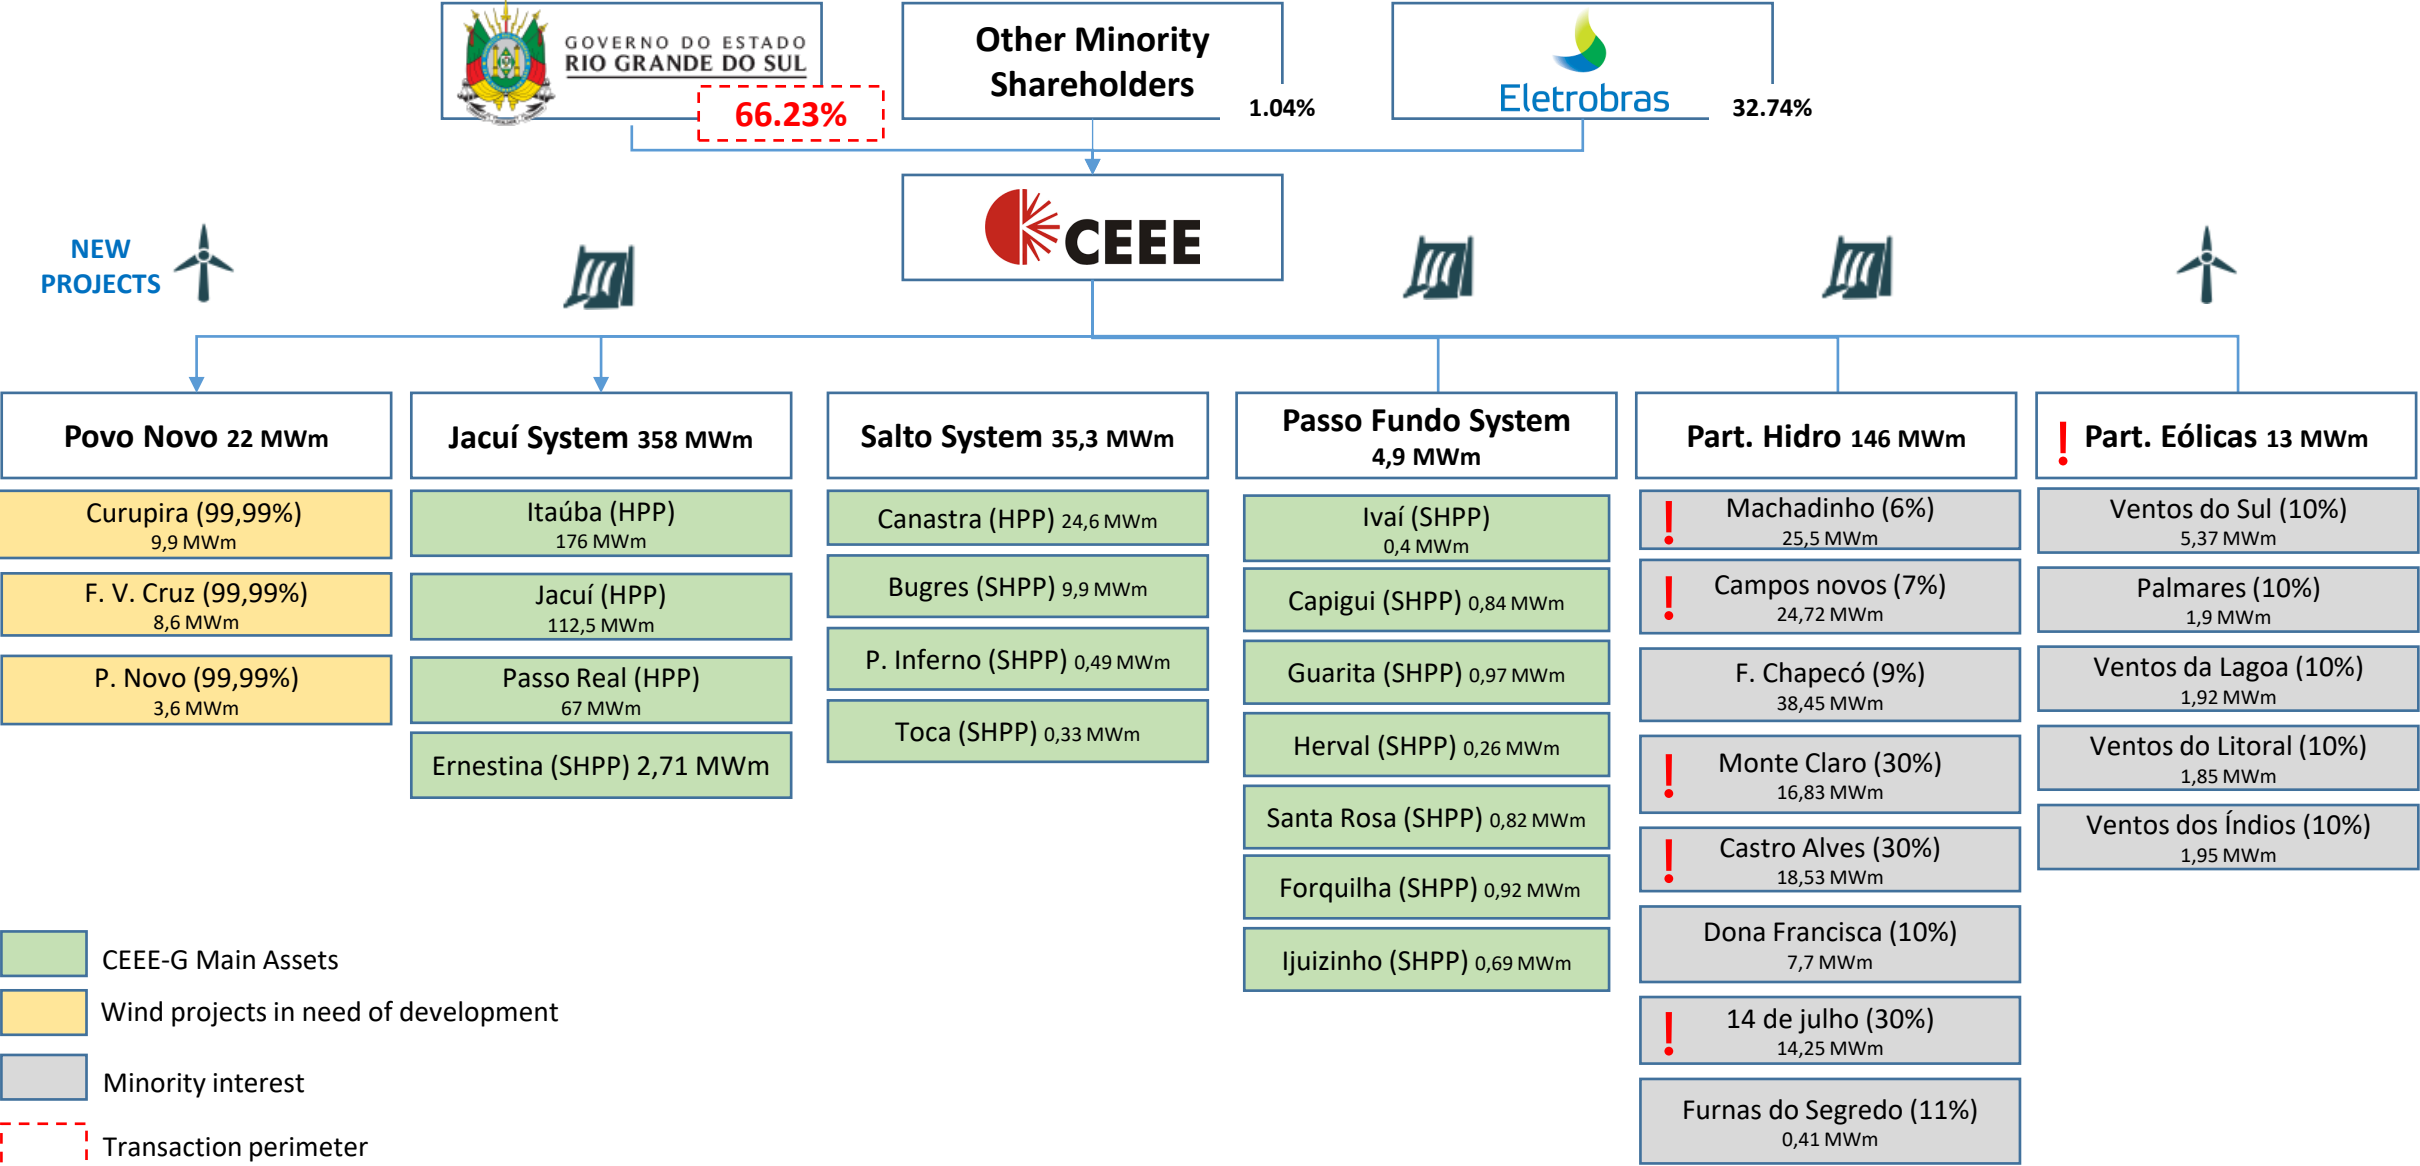 GOVERNO DO ESTADO
RIO GRANDE DO SUL
66.23%
Other Minority
Shareholders
1.04%
Eletrobras
32.74%
CEEE
NEW
PROJECTS
Povo Novo 22 MWm
Curupira (99,99%)
9,9 MWm
F. V. Cruz (99,99%)
8,6 MWm
P. Novo (99,99%)
3,6 MWm
Jacuí System 358 MWm
Itaúba (HPP)
176 MWm
Jacuí (HPP)
112,5 MWm
Passo Real (HPP)
67 MWm
Ernestina (SHPP) 2,71 MWm
Salto System 35,3 MWm
Canastra (HPP) 24,6 MWm
Bugres (SHPP) 9,9 MWm
P. Inferno (SHPP) 0,49 MWm
Toca (SHPP) 0,33 MWm
Passo Fundo System
4,9 MWm
Ivaí (SHPP)
0,4 MWm
Capigui (SHPP) 0,84 MWm
Guarita (SHPP) 0,97 MWm
Herval (SHPP) 0,26 MWm
Santa Rosa (SHPP) 0,82 MWm
Forquilha (SHPP) 0,92 MWm
Ijuizinho (SHPP) 0,69 MWm
Part. Hidro 146 MWm
! Machadinho (6%)
25,5 MWm
! Campos novos (7%)
24,72 MWm
F. Chapecó (9%)
38,45 MWm
! Monte Claro (30%)
16,83 MWm
! Castro Alves (30%)
18,53 MWm
Dona Francisca (10%)
7,7 MWm
! 14 de julho (30%)
14,25 MWm
Furnas do Segredo (11%)
0,41 MWm
! Part. Eólicas 13 MWm
Ventos do Sul (10%)
5,37 MWm
Palmares (10%)
1,9 MWm
Ventos da Lagoa (10%)
1,92 MWm
Ventos do Litoral (10%)
1,85 MWm
Ventos dos Índios (10%)
1,95 MWm
CEEE-G Main Assets
Wind projects in need of development
Minority interest
Transaction perimeter